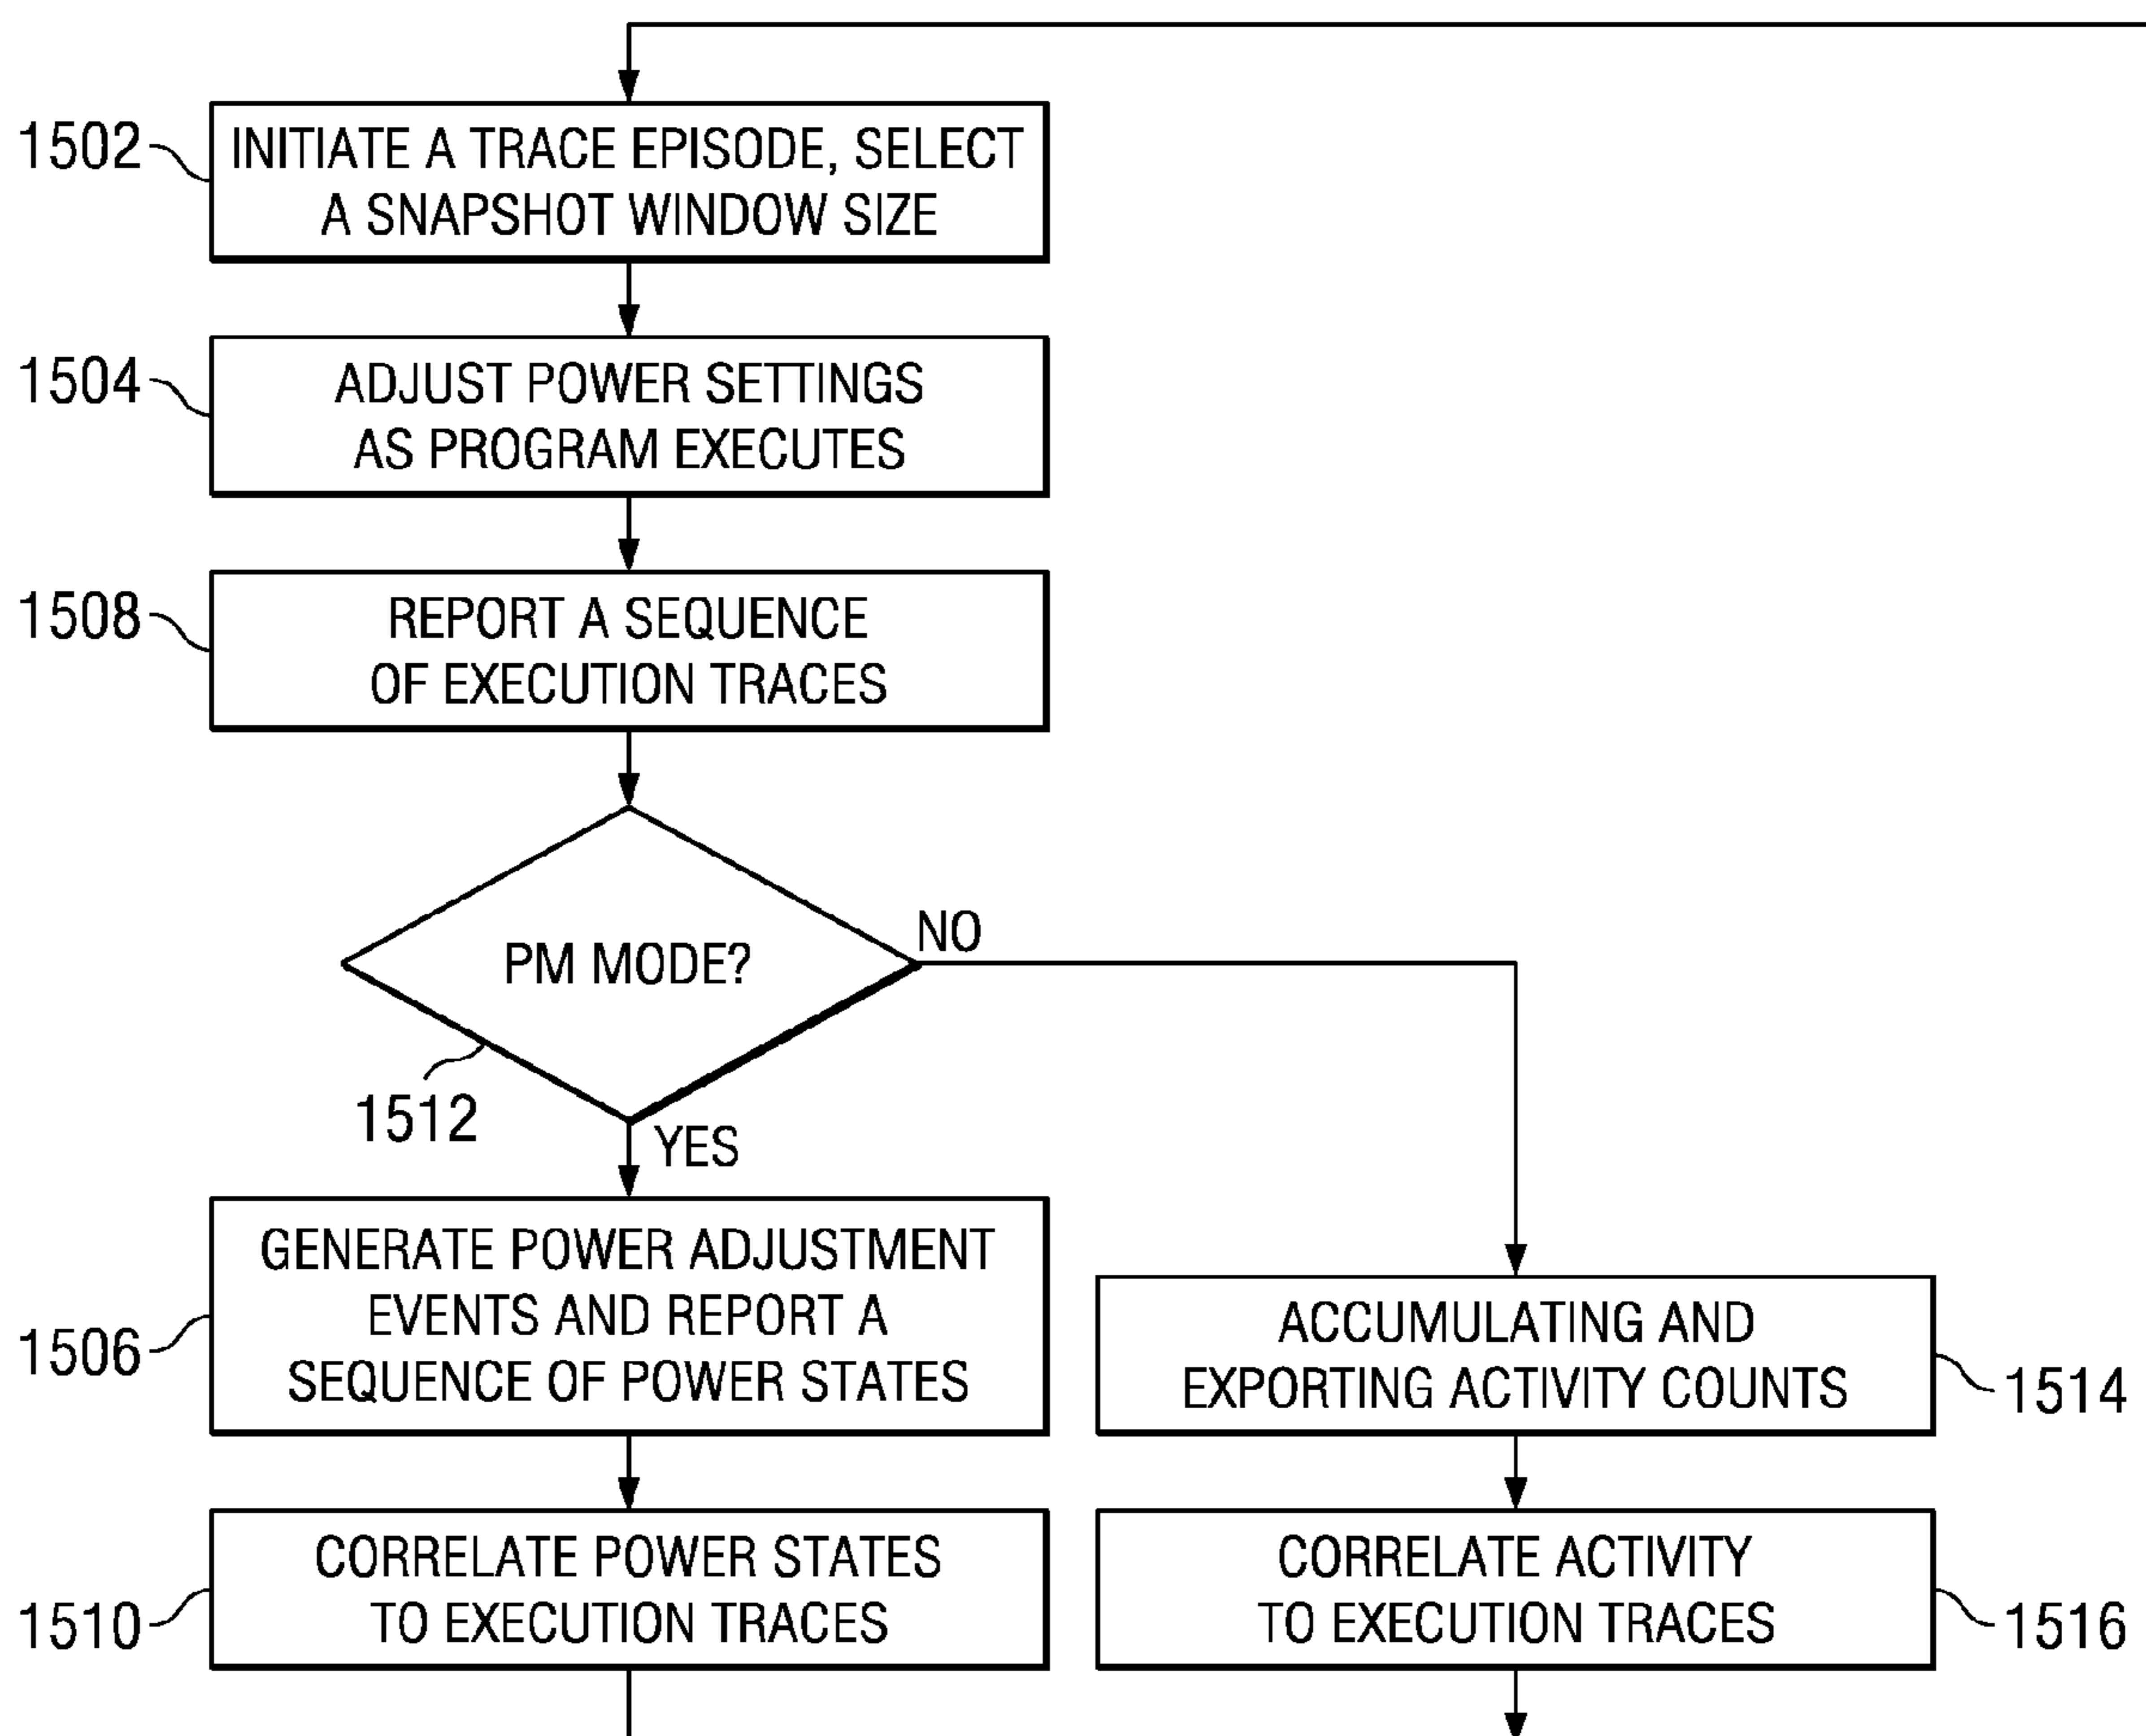 1502
INITIATE A TRACE EPISODE, SELECT
A SNAPSHOT WINDOW SIZE
1504
ADJUST POWER SETTINGS
AS PROGRAM EXECUTES
1508
REPORT A SEQUENCE
OF EXECUTION TRACES
PM MODE?
NO
1512
YES
1506
GENERATE POWER ADJUSTMENT
EVENTS AND REPORT A
SEQUENCE OF POWER STATES
ACCUMULATING AND
EXPORTING ACTIVITY COUNTS
1514
1510
CORRELATE POWER STATES
TO EXECUTION TRACES
CORRELATE ACTIVITY
TO EXECUTION TRACES
1516